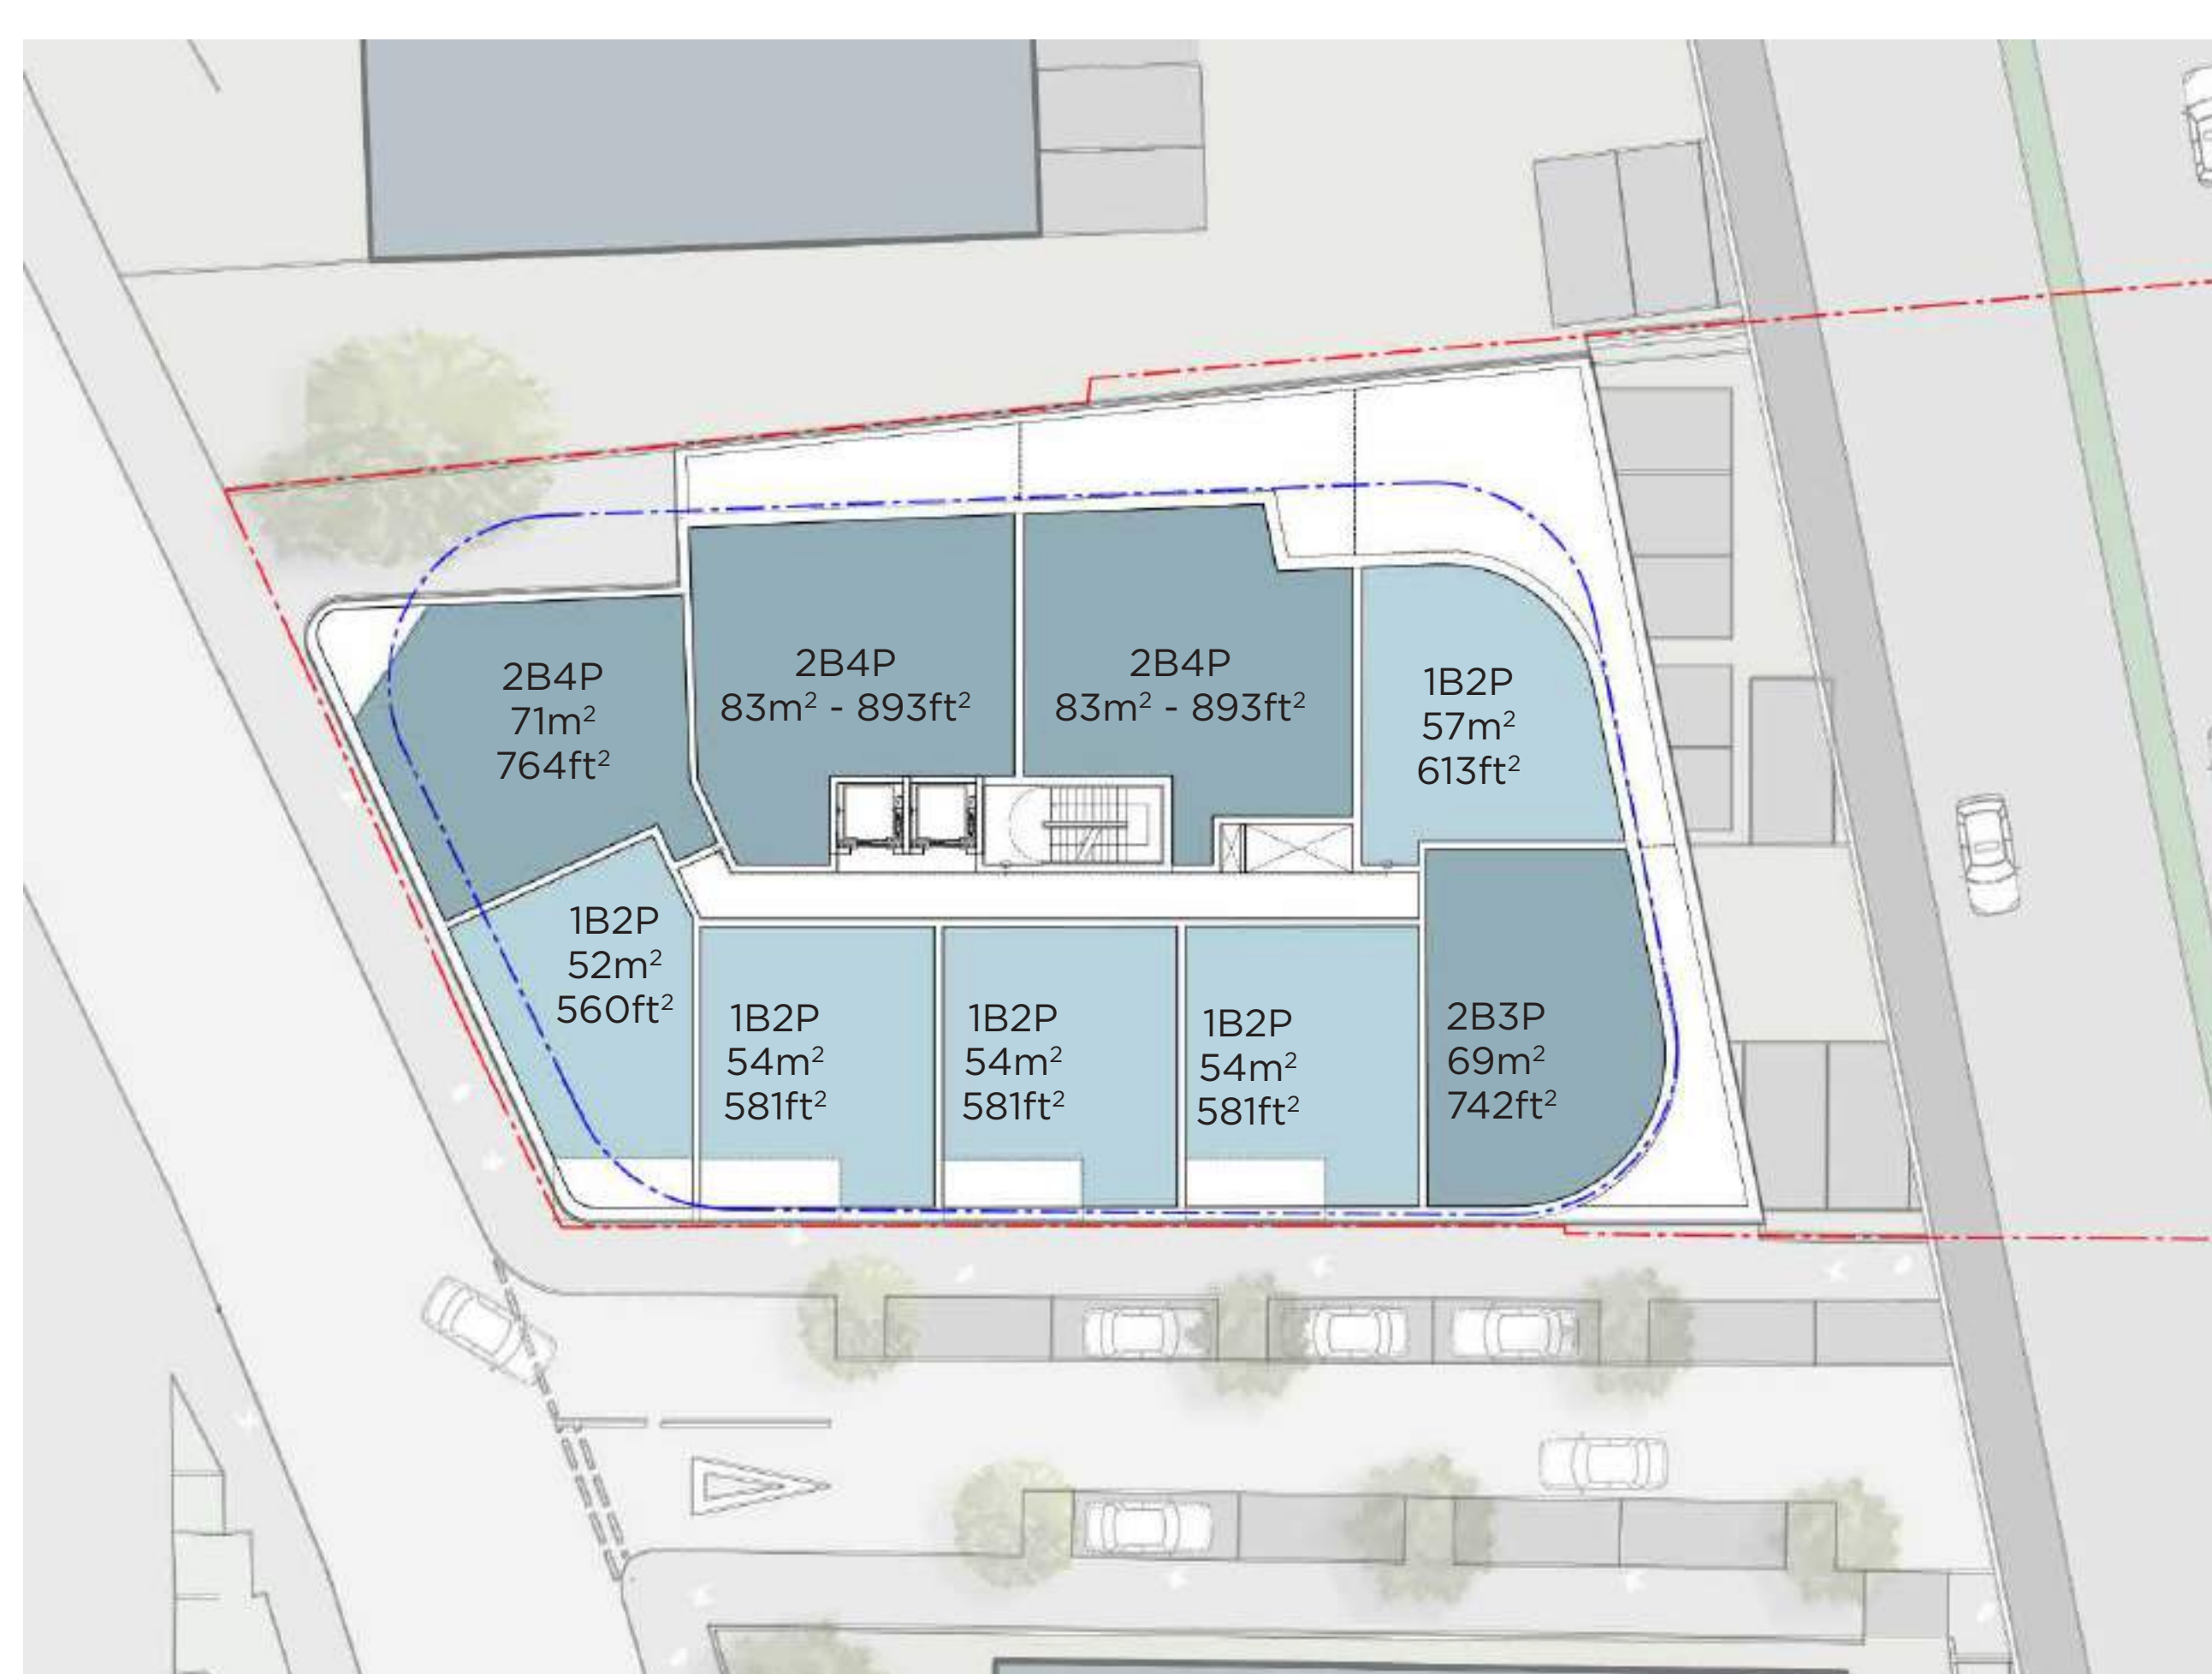 2B4P
71m²
764ft²
2B4P
83m² - 893ft²
2B4P
83m² - 893ft²
1B2P
57m²
613ft²
1B2P
52m²
560ft²
1B2P
54m²
581ft²
1B2P
54m²
581ft²
1B2P
54m²
581ft²
2B3P
69m²
742ft²